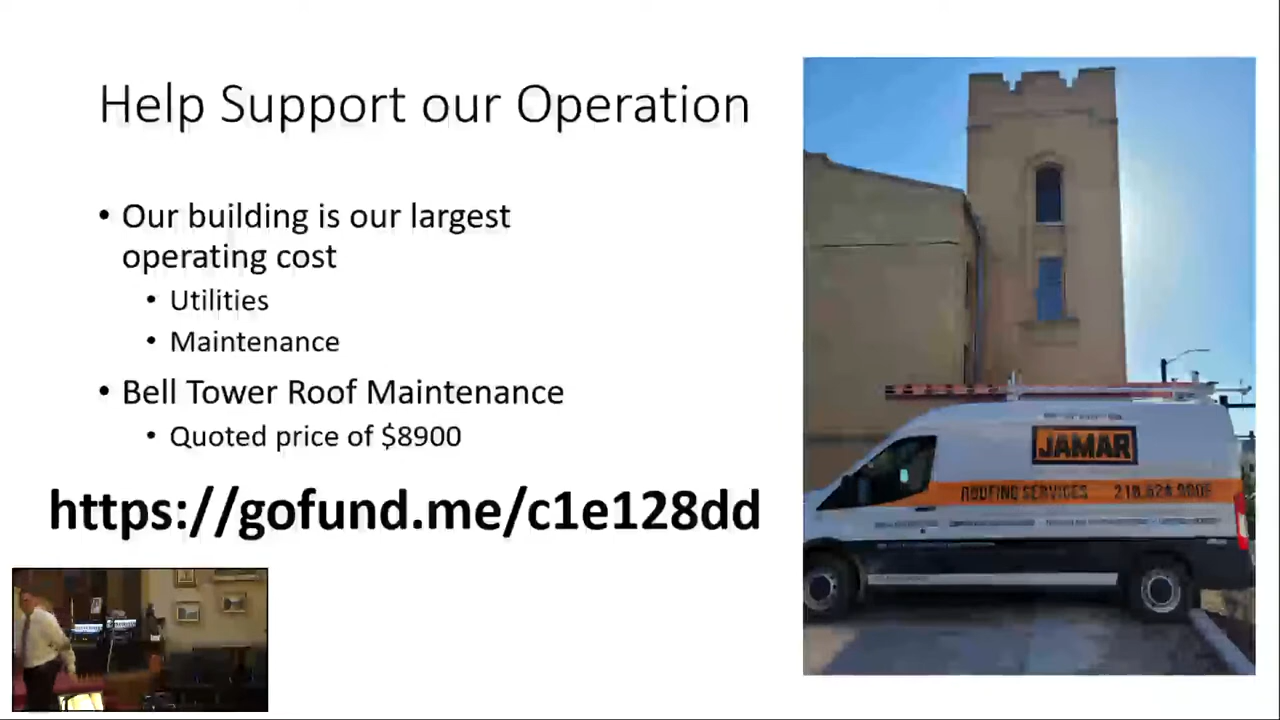 Help Support our Operation
• Our building is our largest
operating cost
• Utilities
• Maintenance
• Bell Tower Roof Maintenance
• Quoted price of $8900
https://gofund.me/c1e128dd
JAMAR
ROOFING SERVICES